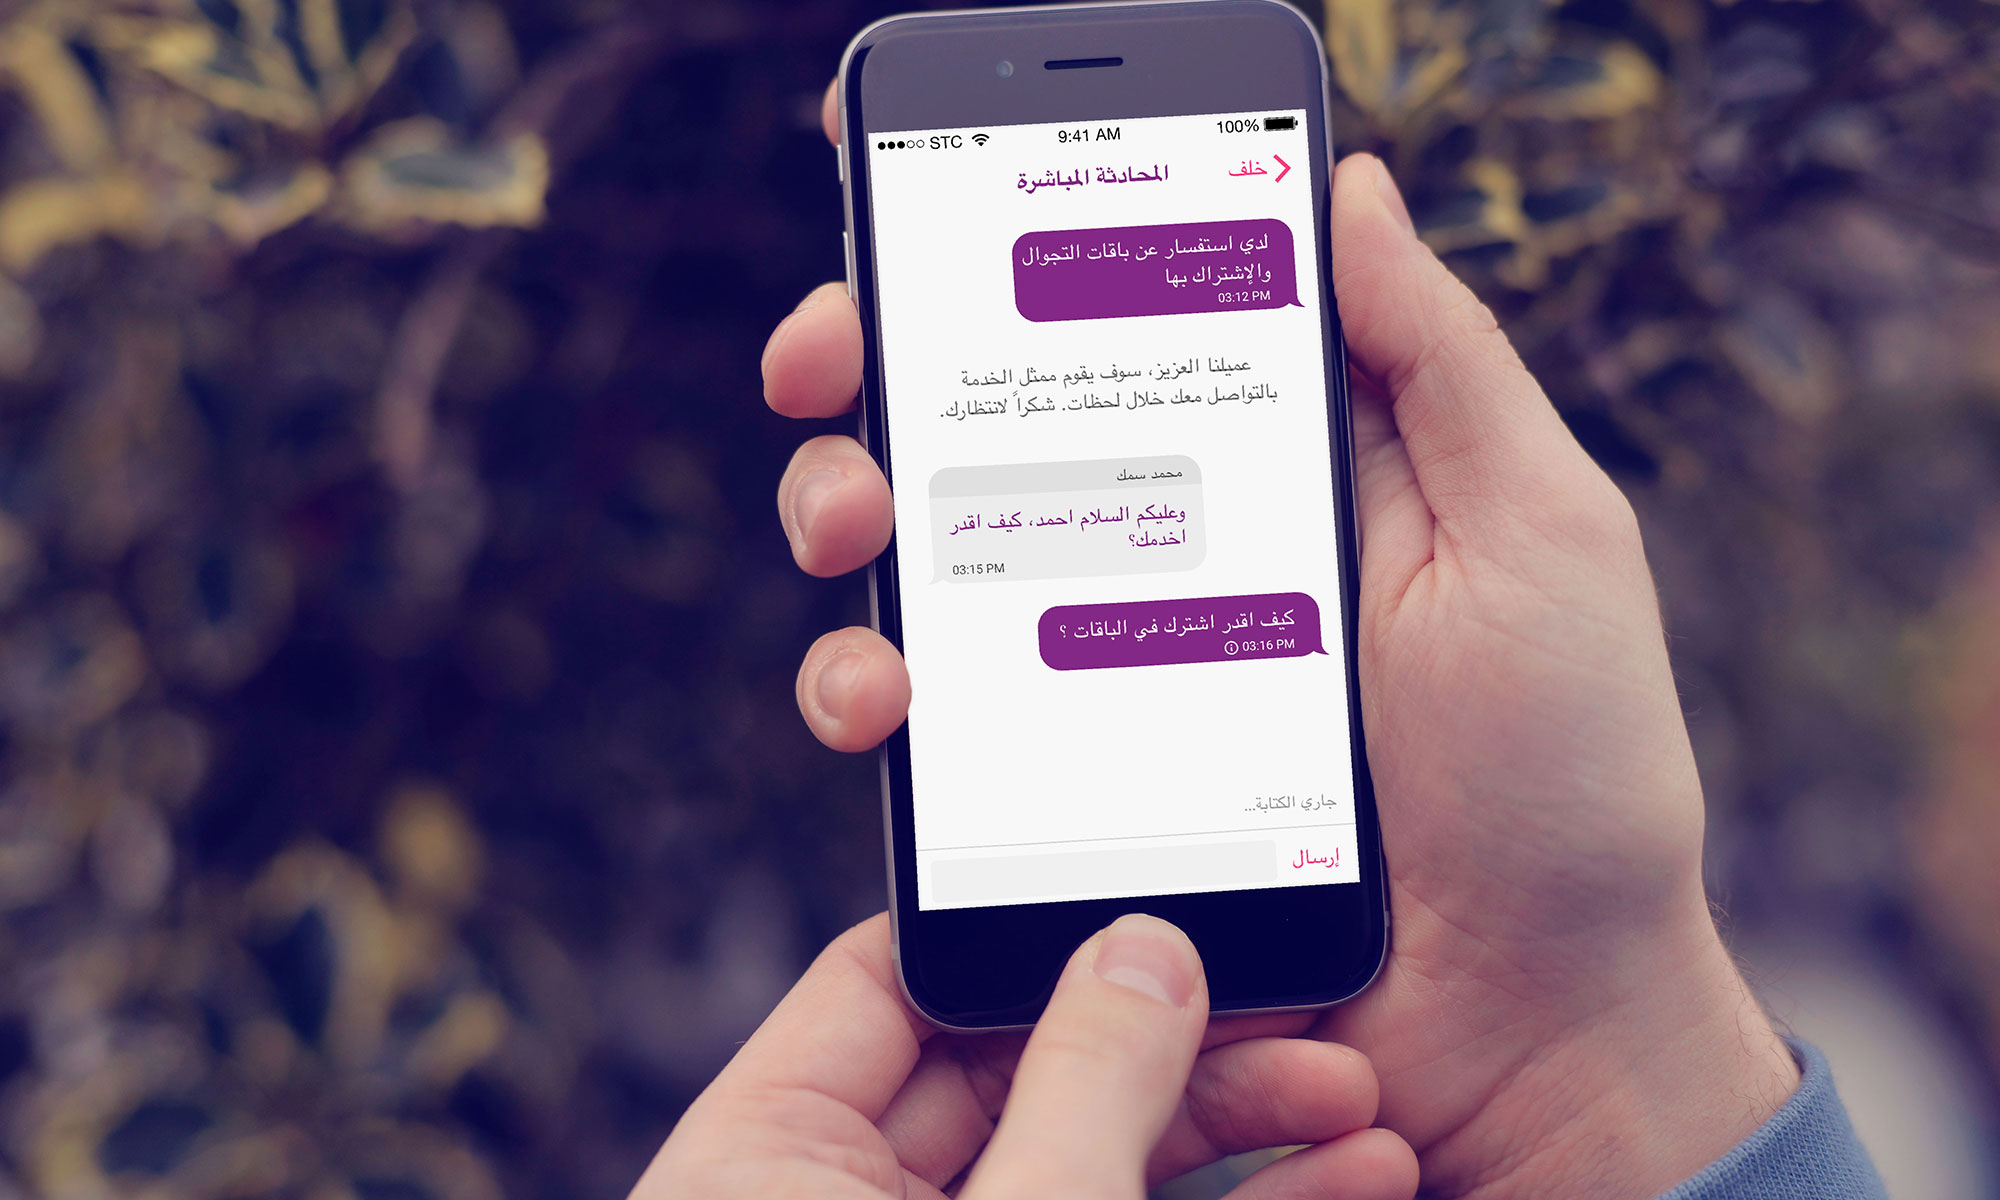 STC 9:41 AM 100%
خلف
المحادثة المباشرة
لدي استفسار عن باقات التجوال
والإشتراك بها
03:12 PM
عميلنا العزيز، سوف يقوم ممثل الخدمة
بالتواصل معك خلال لحظات. شكراً لانتظارك.
محمد سمك
وعليكم السلام احمد، كيف اقدر
اخدمك؟
03:15 PM
كيف اقدر اشترك في الباقات ؟
03:16 PM
جاري الكتابة...
إرسال